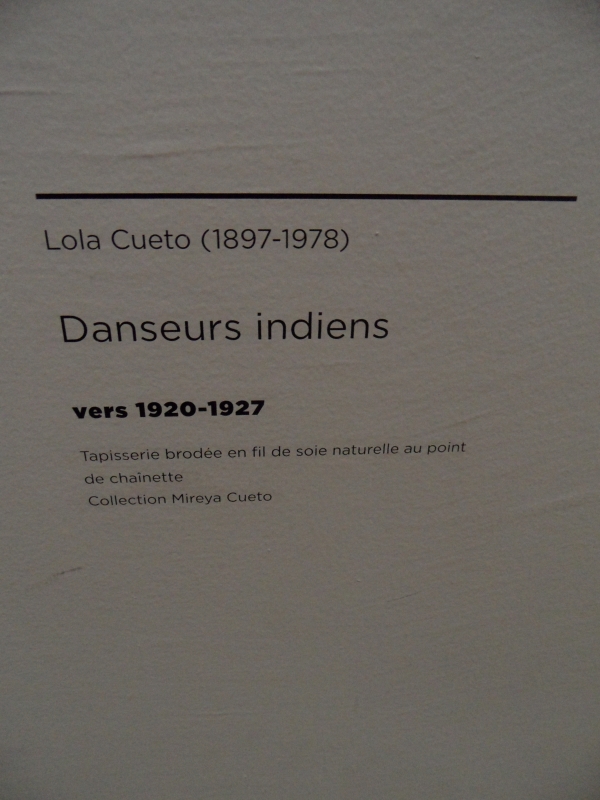 Lola Cueto (1897-1978)
Danseurs indiens
vers 1920-1927
Tapisserie brodée en fil de soie naturelle au point
de chaînette
Collection Mireya Cueto